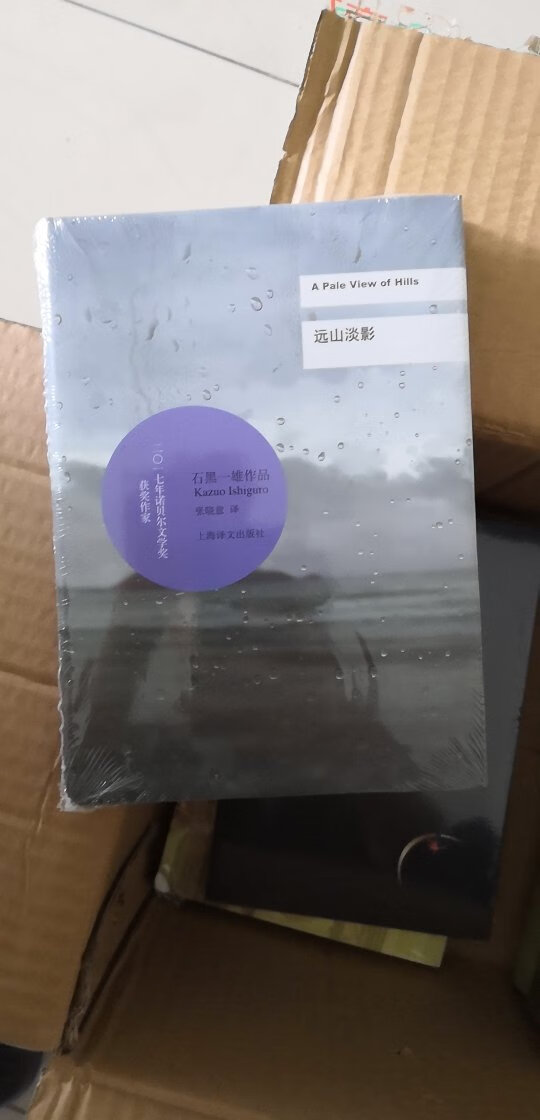 A Pale View of Hills
远山淡影
二〇一七年诺贝尔文学奖
获奖作家
石黑一雄作品
Kazuo Ishiguro
张晓意 译
上海译文出版社